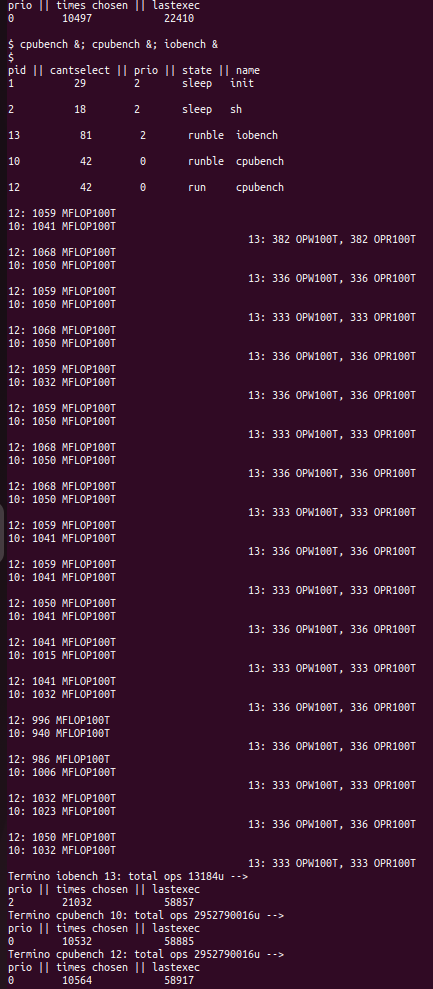 prio || times chosen || lastexec
0 10497 22410
$ cpubench &; cpubench &; iobench &
$
pid || cantselect || prio || state || name
1 29 2 sleep init
2 18 2 sleep sh
13 81 2 runble iobench
10 42 0 runble cpubench
12 42 0 run cpubench
12: 1059 MFLOP100T
10: 1041 MFLOP100T
13: 382 OPW100T, 382 OPR100T
12: 1068 MFLOP100T
10: 1050 MFLOP100T
13: 336 OPW100T, 336 OPR100T
12: 1059 MFLOP100T
10: 1050 MFLOP100T
13: 333 OPW100T, 333 OPR100T
12: 1068 MFLOP100T
10: 1050 MFLOP100T
13: 336 OPW100T, 336 OPR100T
12: 1059 MFLOP100T
10: 1032 MFLOP100T
13: 336 OPW100T, 336 OPR100T
12: 1059 MFLOP100T
10: 1050 MFLOP100T
13: 333 OPW100T, 333 OPR100T
12: 1068 MFLOP100T
10: 1050 MFLOP100T
13: 336 OPW100T, 336 OPR100T
12: 1068 MFLOP100T
10: 1050 MFLOP100T
13: 333 OPW100T, 333 OPR100T
12: 1059 MFLOP100T
10: 1041 MFLOP100T
13: 336 OPW100T, 336 OPR100T
12: 1059 MFLOP100T
10: 1041 MFLOP100T
13: 333 OPW100T, 333 OPR100T
12: 1050 MFLOP100T
10: 1041 MFLOP100T
13: 336 OPW100T, 336 OPR100T
12: 1041 MFLOP100T
10: 1015 MFLOP100T
13: 333 OPW100T, 333 OPR100T
12: 1041 MFLOP100T
10: 1032 MFLOP100T
13: 336 OPW100T, 336 OPR100T
12: 996 MFLOP100T
10: 940 MFLOP100T
13: 336 OPW100T, 336 OPR100T
12: 986 MFLOP100T
10: 1006 MFLOP100T
13: 333 OPW100T, 333 OPR100T
12: 1032 MFLOP100T
10: 1023 MFLOP100T
13: 336 OPW100T, 336 OPR100T
12: 1050 MFLOP100T
10: 1032 MFLOP100T
13: 333 OPW100T, 333 OPR100T
Termino iobench 13: total ops 13184u -->
prio || times chosen || lastexec
2 21032 58857
Termino cpubench 10: total ops 2952790016u -->
prio || times chosen || lastexec
0 10532 58885
Termino cpubench 12: total ops 2952790016u -->
prio || times chosen || lastexec
0 10564 58917